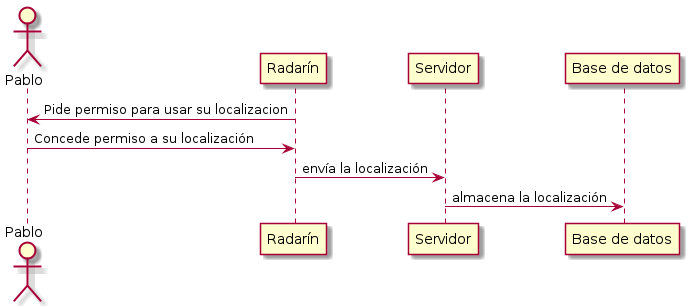 Pablo
Radarín
Servidor
Base de datos
Pide permiso para usar su localizacion
Concede permiso a su localización
envía la localización
almacena la localización
Pablo
Radarín
Servidor
Base de datos